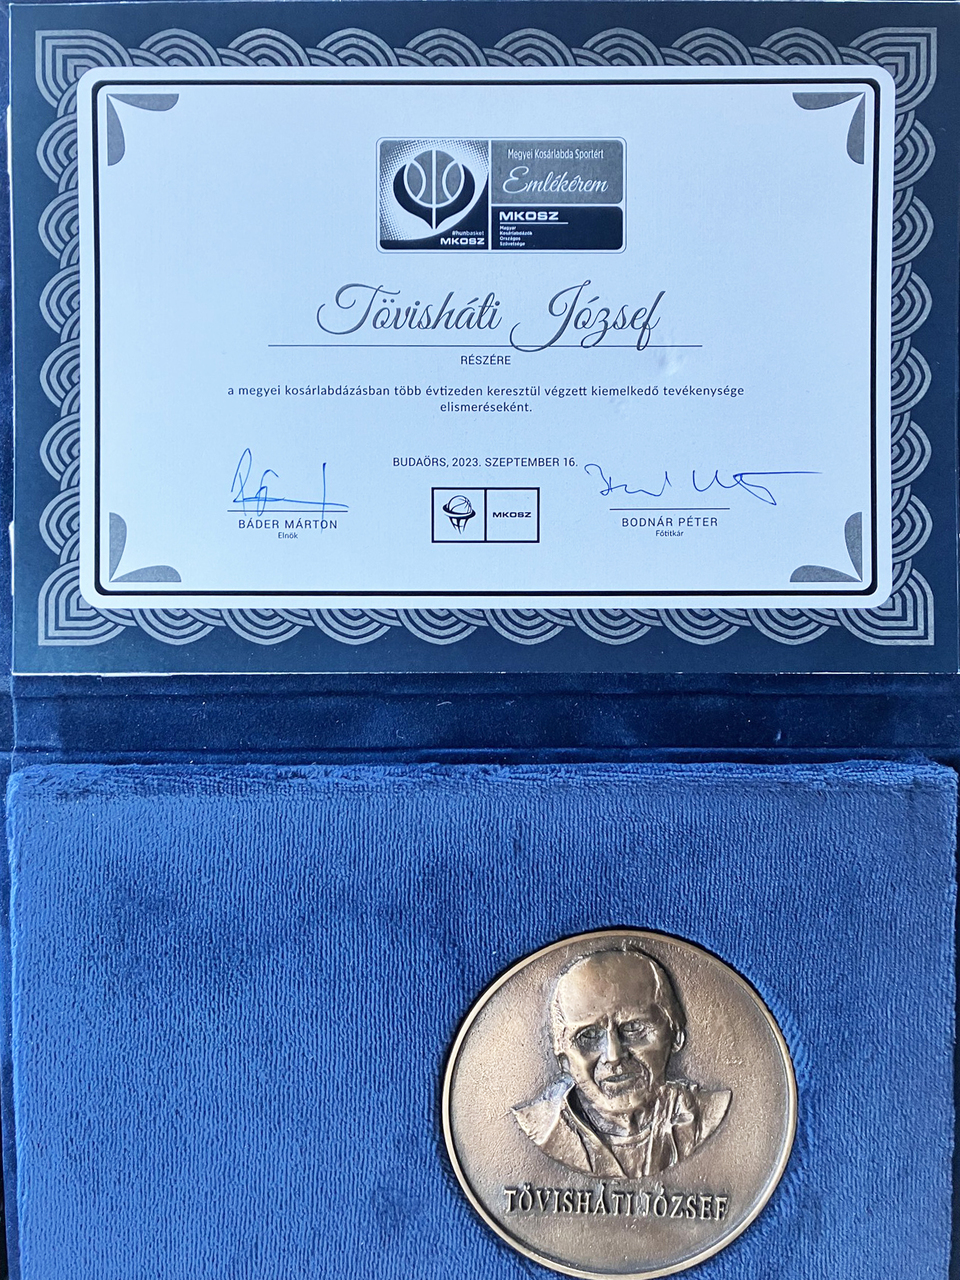 Megyei Kosárlabda Sportért
Emlékérem
#hunbasket
MKOSZ
MKOSZ
Magyar
Kosárlabdázók
Országos
Szövetsége
Tövisháti József
RÉSZÉRE
a megyei kosárlabdázásban több évtizeden keresztül végzett kiemelkedő tevékenysége
elismeréseként.
BUDAÖRS, 2023. SZEPTEMBER 16.
BÁDER MÁRTON
Elnök
MKOSZ
BODNÁR PÉTER
Főtitkár
TÖVISHÁTI JÓZSEF